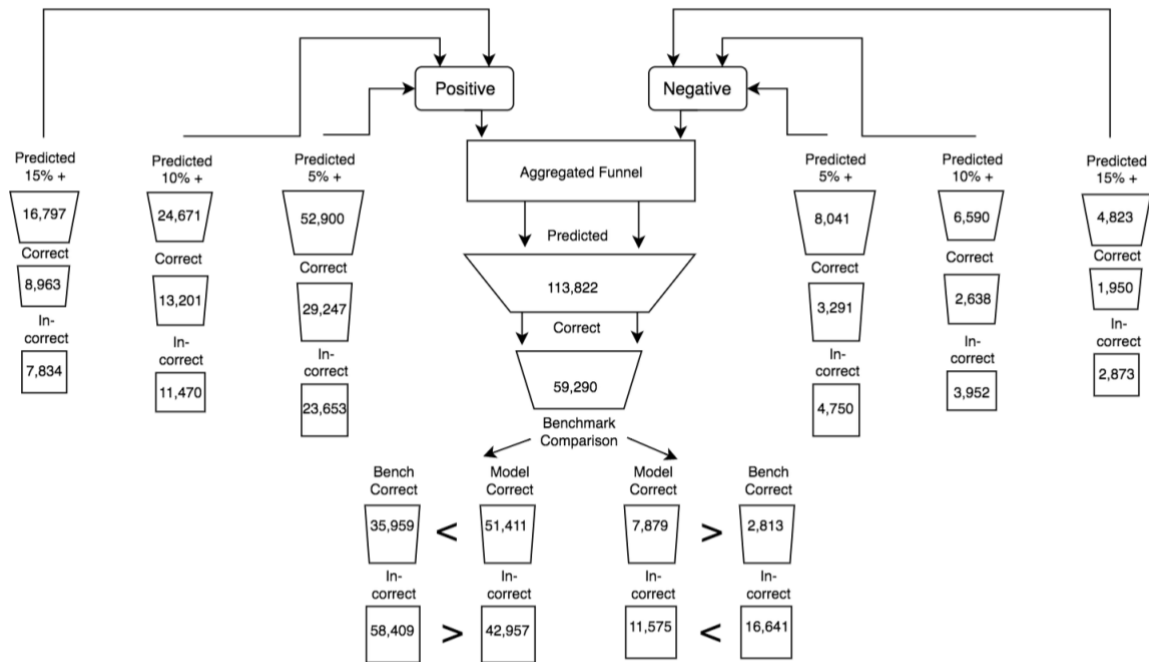 Positive
Negative
Aggregated Funnel
Predicted
15% +
16,797
Correct
8,963
In-
correct
7,834
Predicted
10% +
24,671
Correct
13,201
In-
correct
11,470
Predicted
5% +
52,900
Correct
29,247
In-
correct
23,653
Predicted
113,822
Correct
59,290
Benchmark
Comparison
Predicted
5% +
8,041
Correct
3,291
In-
correct
4,750
Predicted
10% +
6,590
Correct
2,638
In-
correct
3,952
Predicted
15% +
4,823
Correct
1,950
In-
correct
2,873
Bench
Correct
35,959
<
Model
Correct
51,411
In-
correct
58,409
>
In-
correct
42,957
Model
Correct
7,879
>
Bench
Correct
2,813
In-
correct
11,575
<
In-
correct
16,641